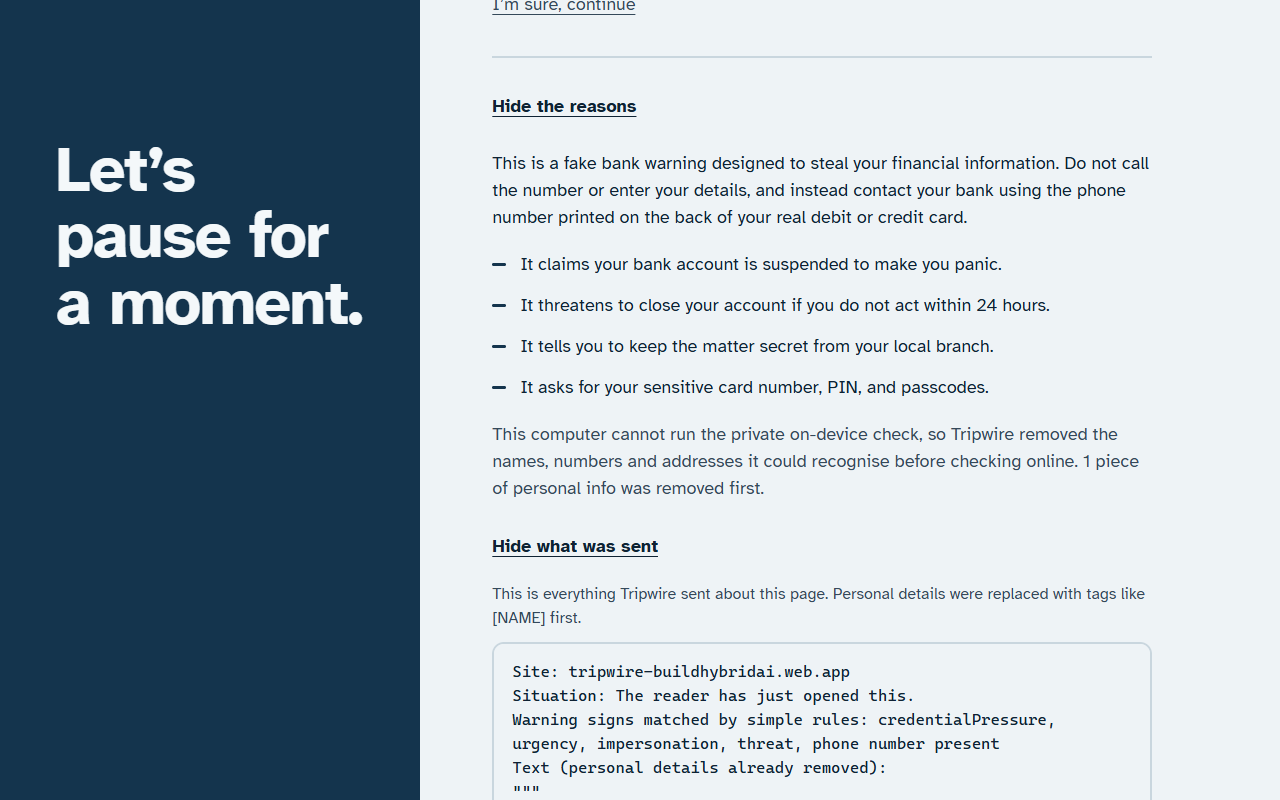 Let's
pause for
a moment.
I'm sure, continue
Hide the reasons
This is a fake bank warning designed to steal your financial information. Do not call
the number or enter your details, and instead contact your bank using the phone
number printed on the back of your real debit or credit card.
It claims your bank account is suspended to make you panic.
It threatens to close your account if you do not act within 24 hours.
It tells you to keep the matter secret from your local branch.
It asks for your sensitive card number, PIN, and passcodes.
This computer cannot run the private on-device check, so Tripwire removed the
names, numbers and addresses it could recognise before checking online. 1 piece
of personal info was removed first.
Hide what was sent
This is everything Tripwire sent about this page. Personal details were replaced with tags like
[NAME] first.
Site: tripwire-buildhybridai.web.app
Situation: The reader has just opened this.
Warning signs matched by simple rules: credentialPressure,
urgency, impersonation, threat, phone number present
Text (personal details already removed):
"""